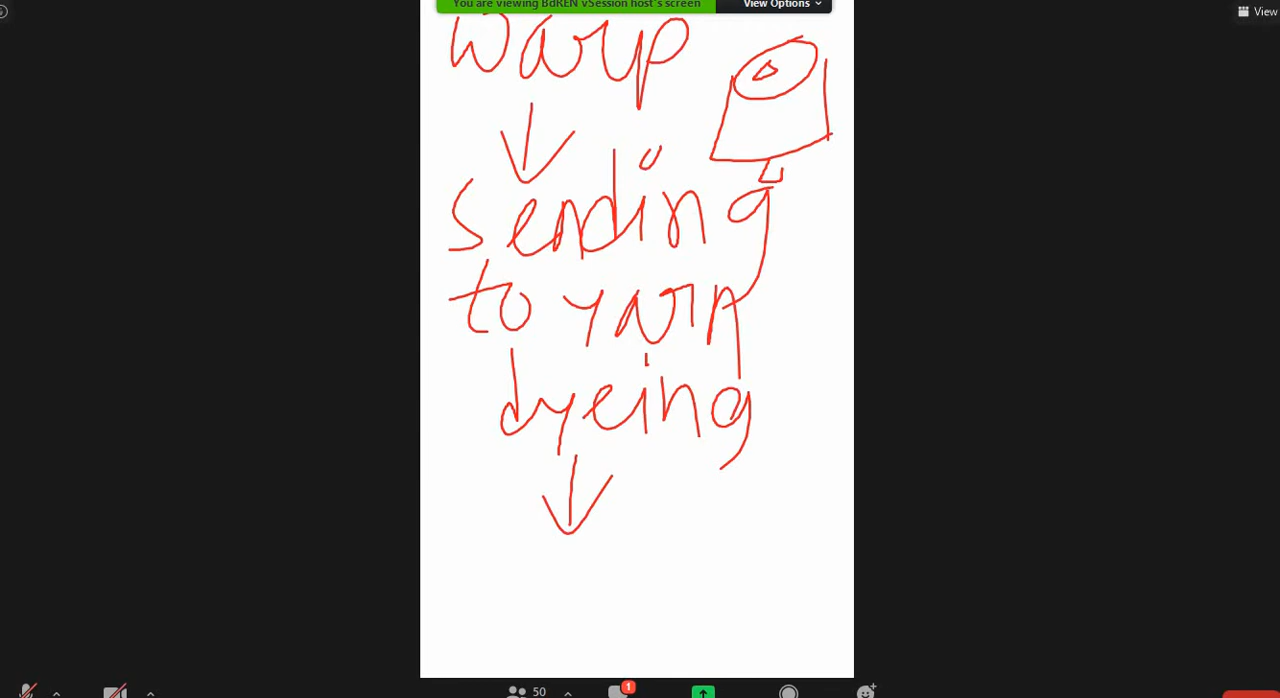 You are viewing BdREN vSession host's screen
View Options
View
Warp
Sending
to yarn
dyeing
50
1